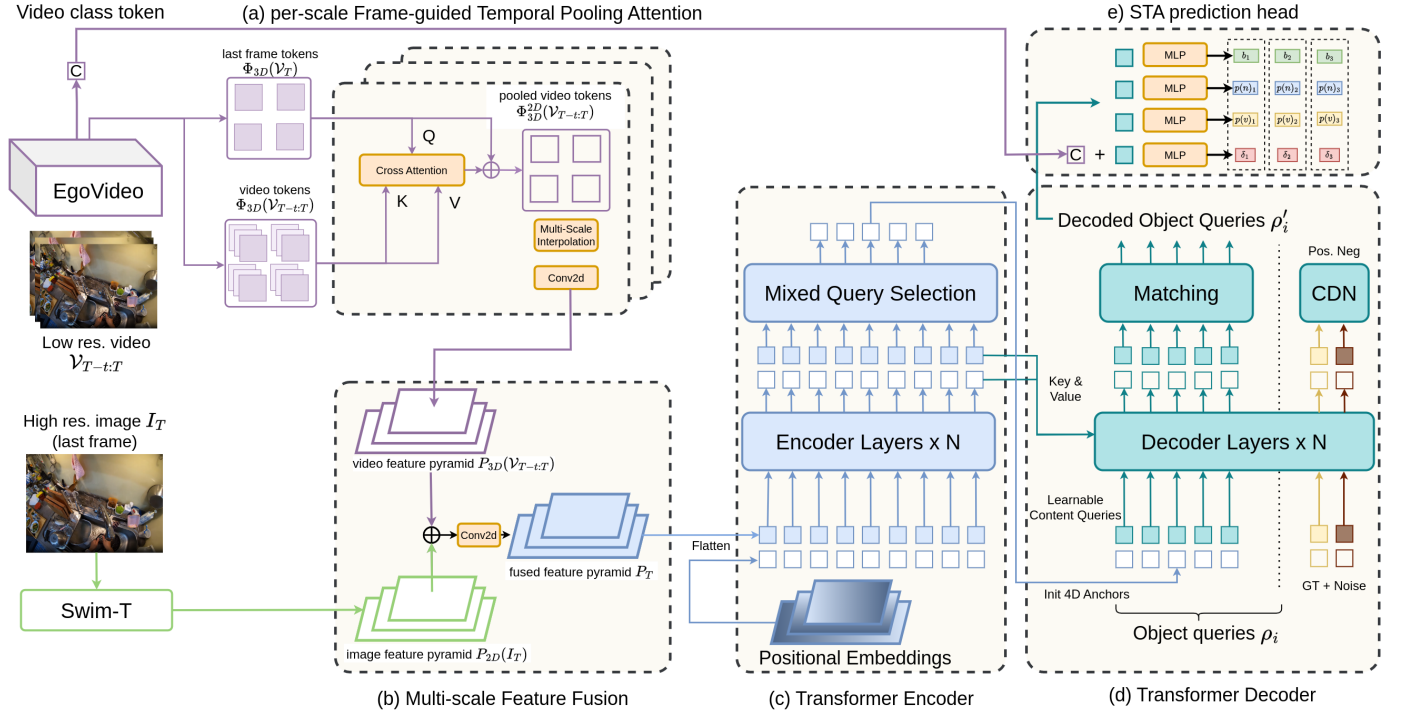 Video class token
(a) per-scale Frame-guided Temporal Pooling Attention
e) STA prediction head
C
last frame tokens
Φ3D(𝒱T)
pooled video tokens
Φ2D3D(𝒱T−t:T)
Q
Cross Attention
K
V
EgoVideo
video tokens
Φ3D(𝒱T−t:T)
Multi-Scale
Interpolation
Conv2d
Low res. video
𝒱T−t:T
MLP
b1
b2
b3
MLP
p(n)1
p(n)2
p(n)3
MLP
p(v)1
p(v)2
p(v)3
C
+
MLP
δ1
δ2
δ3
High res. image IT
(last frame)
Swim-T
video feature pyramid P3D(𝒱T−t:T)
Conv2d
fused feature pyramid PT
image feature pyramid P2D(IT)
(b) Multi-scale Feature Fusion
Mixed Query Selection
Encoder Layers x N
Flatten
Positional Embeddings
(c) Transformer Encoder
Decoded Object Queries ρ′i
Pos. Neg
Matching
CDN
Key &
Value
Decoder Layers x N
Learnable
Content Queries
Init 4D Anchors
GT + Noise
Object queries ρi
(d) Transformer Decoder